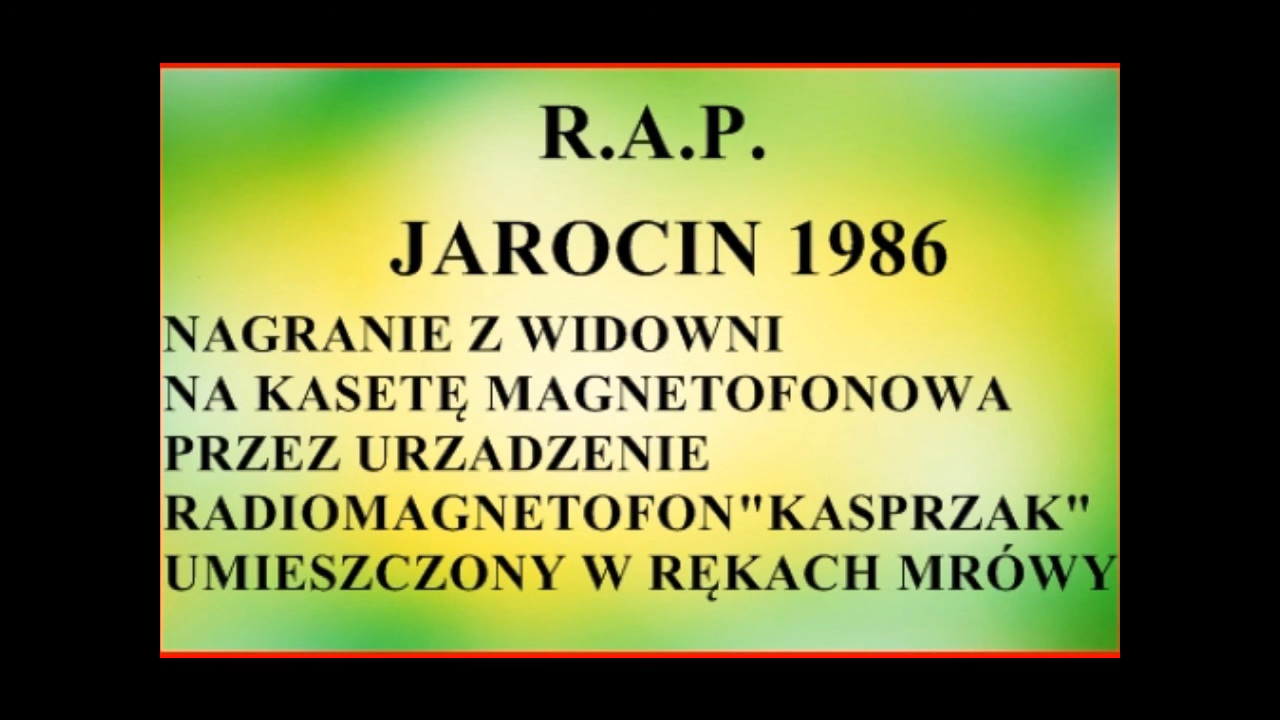 R.A.P.
JAROCIN 1986
NAGRANIE Z WIDOWNI
NA KASETĘ MAGNETOFONOWA
PRZEZ URZADZENIE
RADIOMAGNETOFON"KASPRZAK"
UMIESZCZONY W RĘKACH MRÓWY